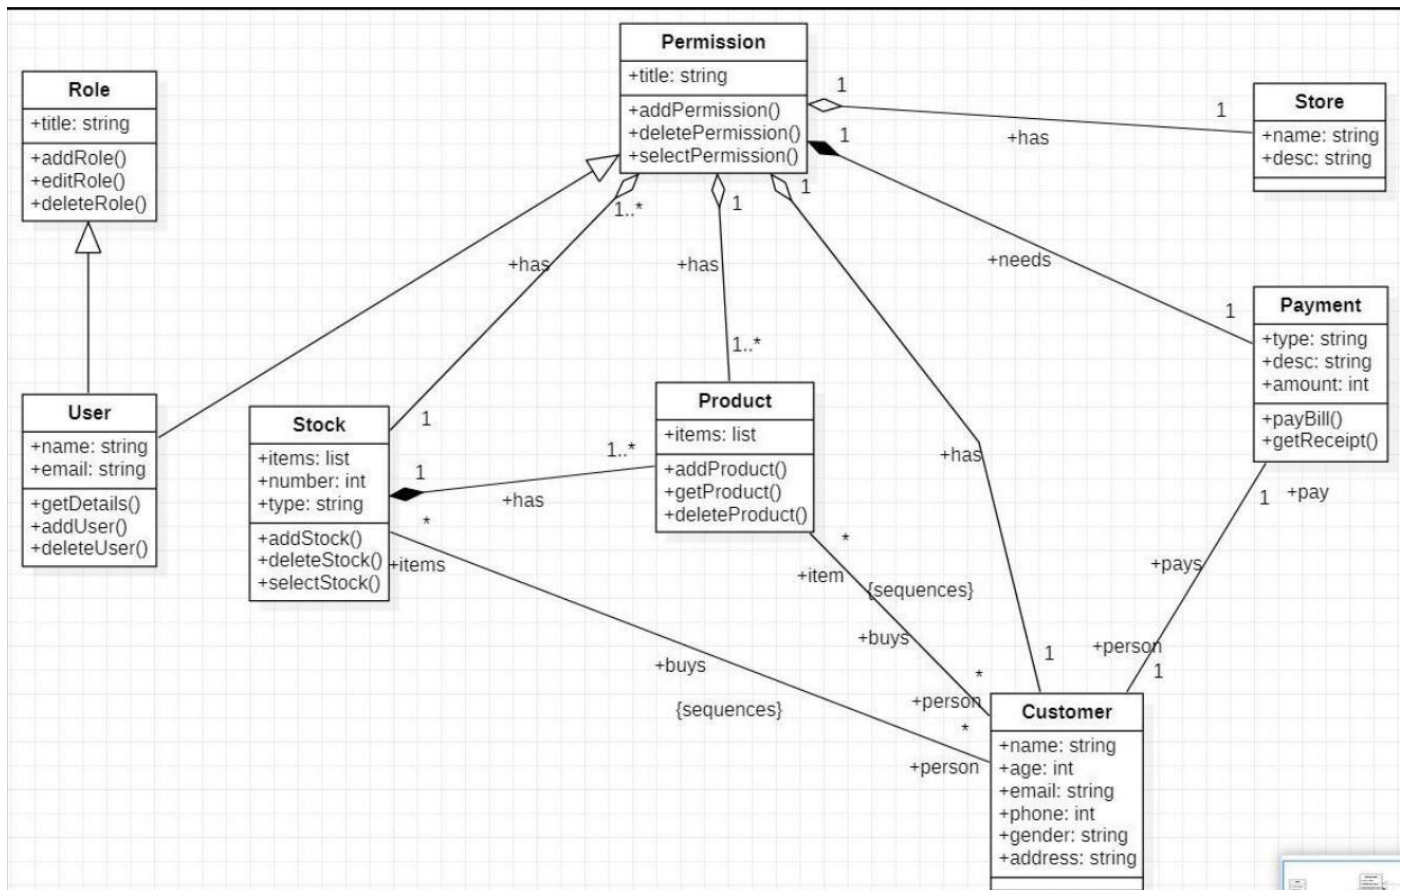 Permission
+title: string
+addPermission()
+deletePermission()
+selectPermission()
Role
+title: string
+addRole()
+editRole()
+deleteRole()
Store
+name: string
+desc: string
1
1
+has
1
+needs
1
1..*
+has
1
1
+has
1..*
1
+has
1
Payment
+type: string
+desc: string
+amount: int
+payBill()
+getReceipt()
User
+name: string
+email: string
+getDetails()
+addUser()
+deleteUser()
Stock
+items: list
+number: int
+type: string
+addStock()
+deleteStock()
+selectStock()
Product
+items: list
+addProduct()
+getProduct()
+deleteProduct()
1
+has
1..*
*
+items
+buys
{sequences}
*
+person
*
+item
{sequences}
+buys
*
+person
1
+pay
+pays
+person
1
Customer
+name: string
+age: int
+email: string
+phone: int
+gender: string
+address: string